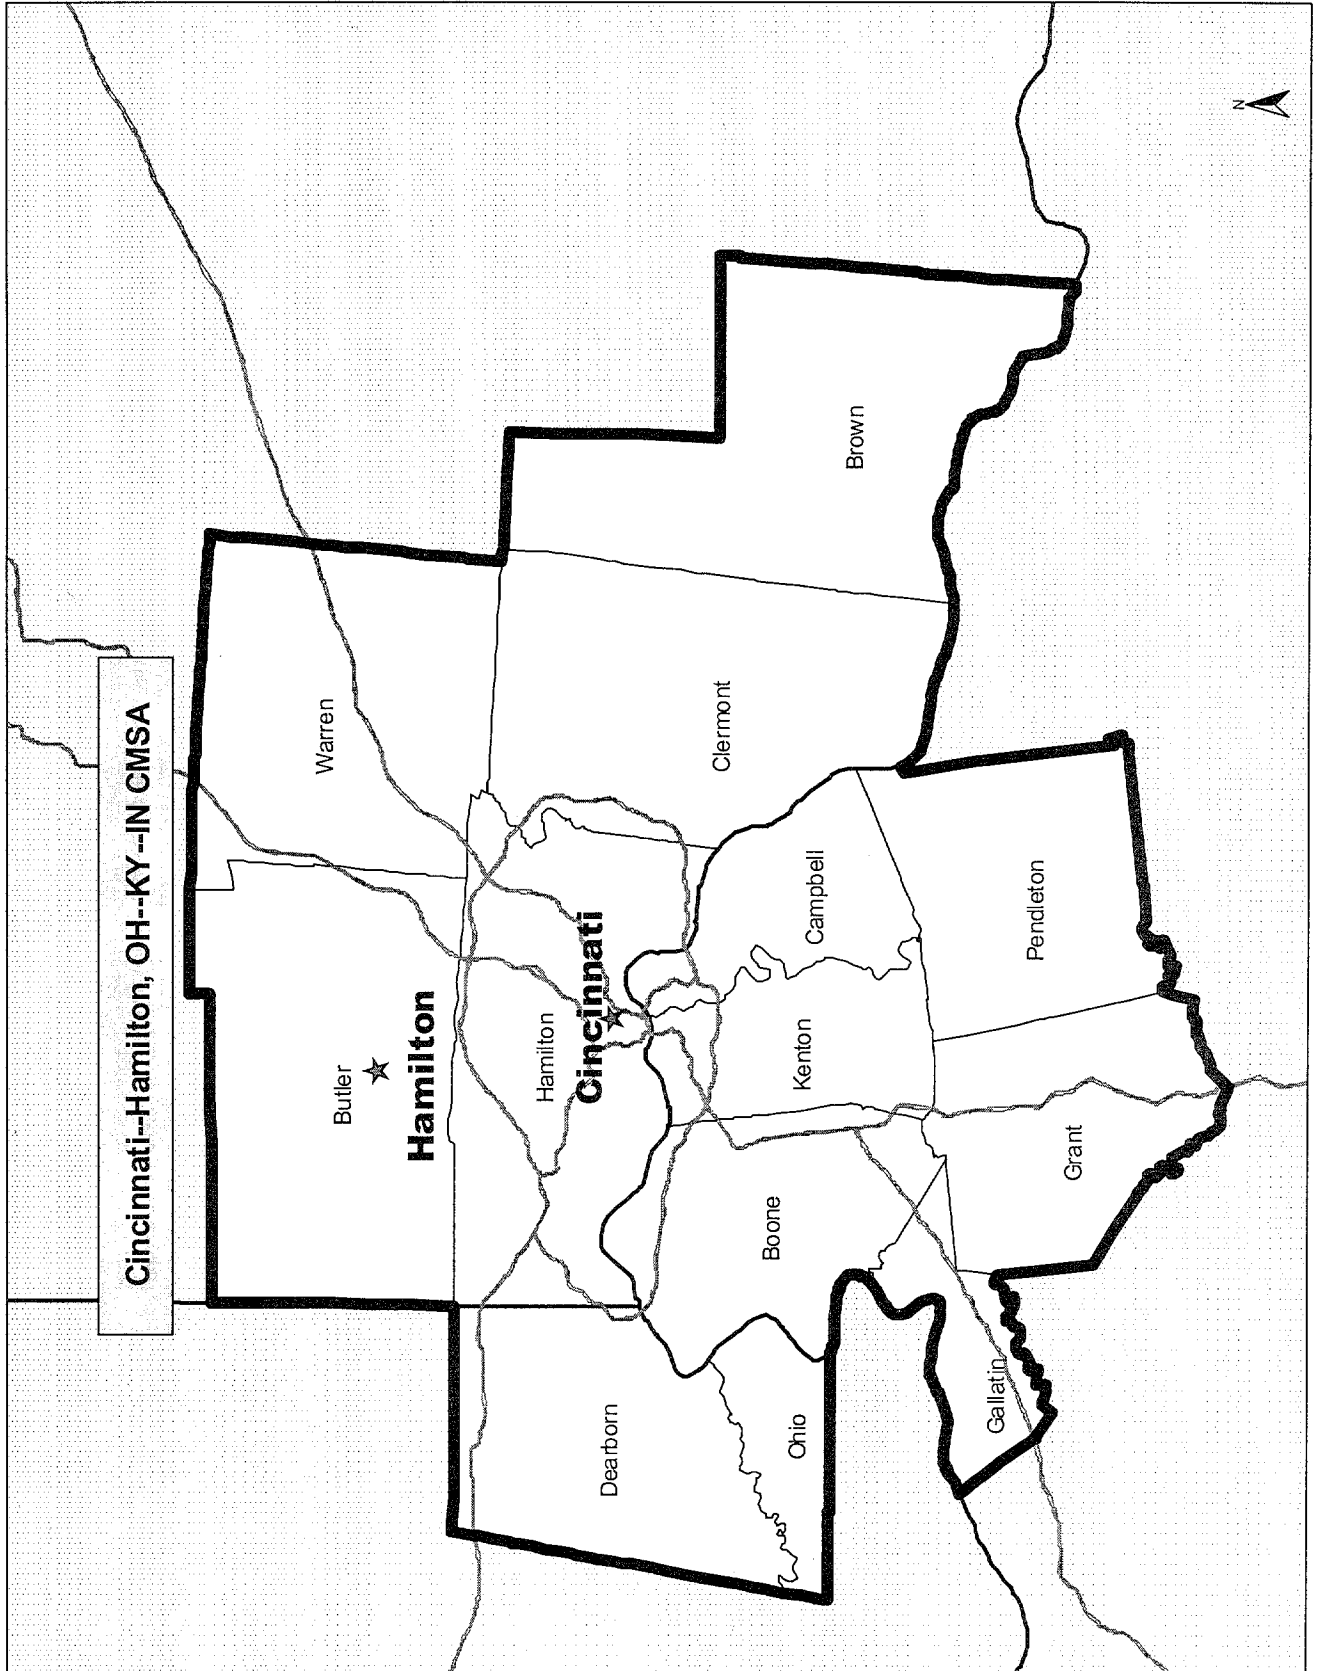 Cincinnati--Hamilton, OH--KY--IN CMSA
Warren
Butler
Hamilton
Hamilton
Cincinnati
Clermont
Brown
Dearborn
Ohio
Boone
Kenton
Campbell
Gallatin
Grant
Pendleton
N